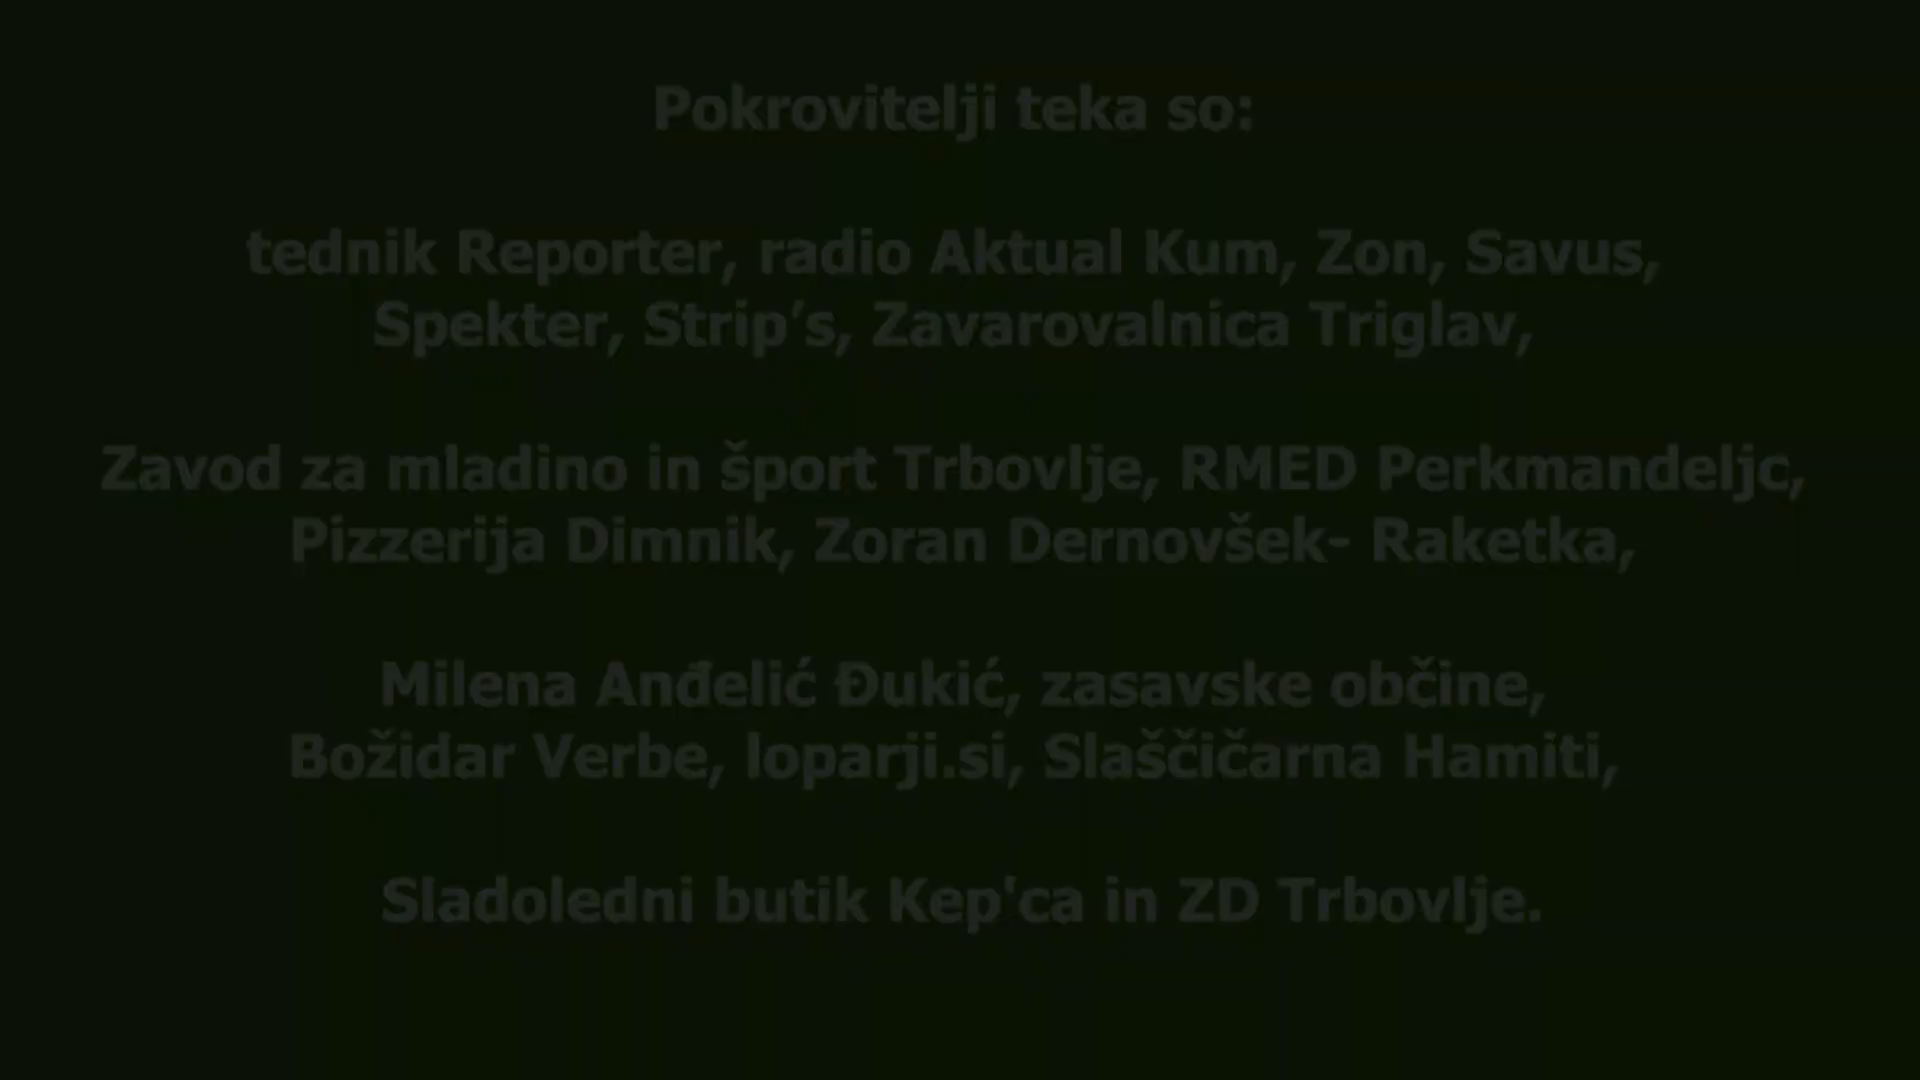 Pokrovitelji teka so:
tednik Reporter, radio Aktual Kum, Zon, Savus,
Spekter, Strip’s, Zavarovalnica Triglav,
Zavod za mladino in šport Trbovlje, RMED Perkmandeljc,
Pizzerija Dimnik, Zoran Dernovšek- Raketka,
Milena Anđelić Đukić, zasavske občine,
Božidar Verbe, loparji.si, Slaščičarna Hamiti,
Sladoledni butik Kep'ca in ZD Trbovlje.